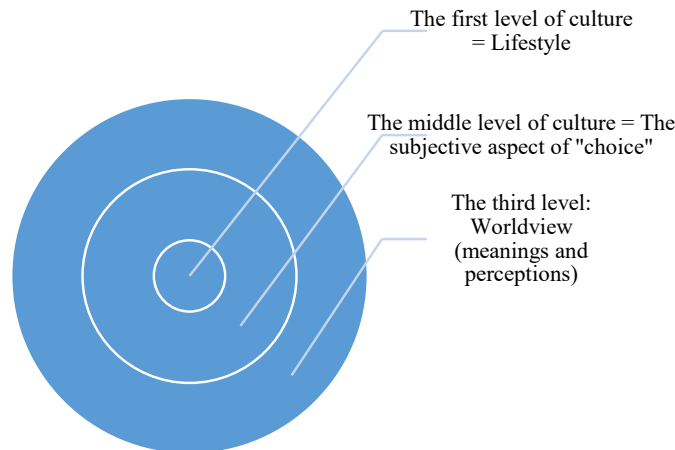 The first level of culture
= Lifestyle
The middle level of culture = The
subjective aspect of "choice"
The third level:
Worldview
(meanings and
perceptions)